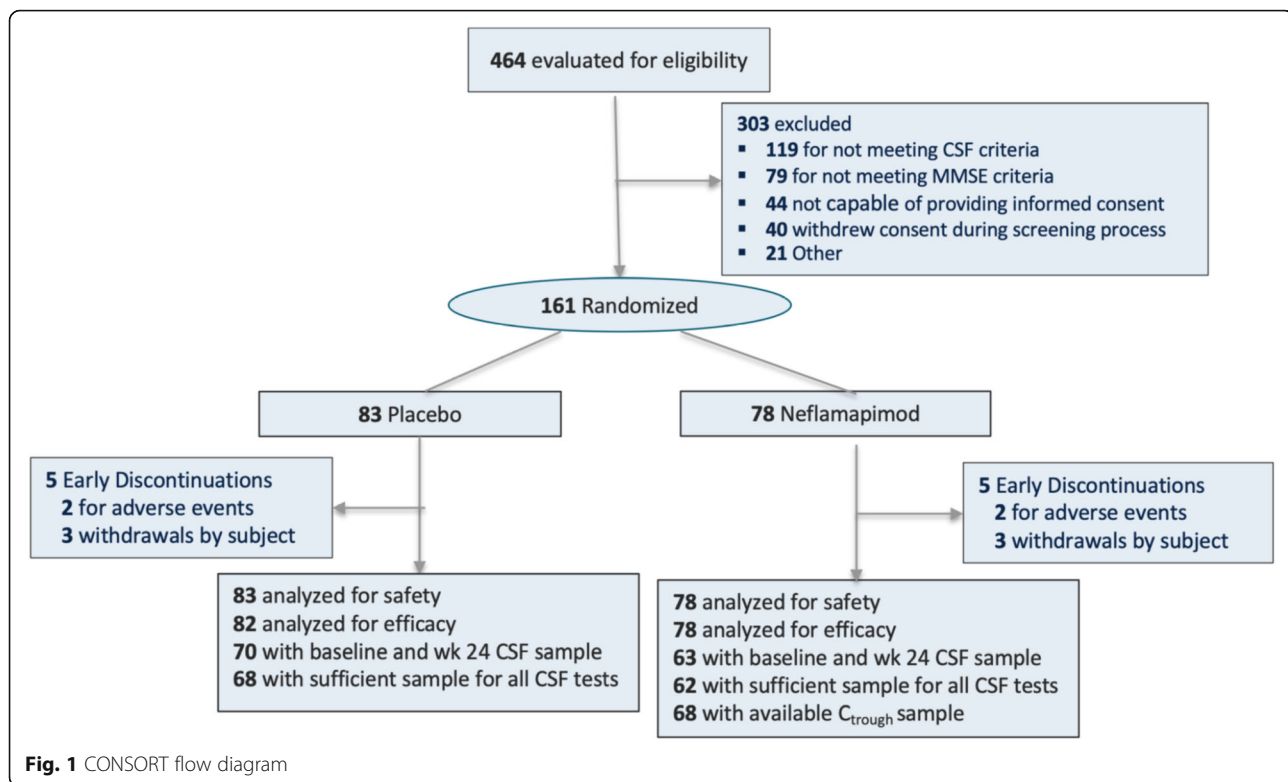 464 evaluated for eligibility
303 excluded
▪ 119 for not meeting CSF criteria
▪ 79 for not meeting MMSE criteria
▪ 44 not capable of providing informed consent
▪ 40 withdrew consent during screening process
▪ 21 Other
161 Randomized
83 Placebo
78 Neflamapimod
5 Early Discontinuations
2 for adverse events
3 withdrawals by subject
5 Early Discontinuations
2 for adverse events
3 withdrawals by subject
83 analyzed for safety
82 analyzed for efficacy
70 with baseline and wk 24 CSF sample
68 with sufficient sample for all CSF tests
78 analyzed for safety
78 analyzed for efficacy
63 with baseline and wk 24 CSF sample
62 with sufficient sample for all CSF tests
68 with available Ctrough sample
Fig. 1 CONSORT flow diagram